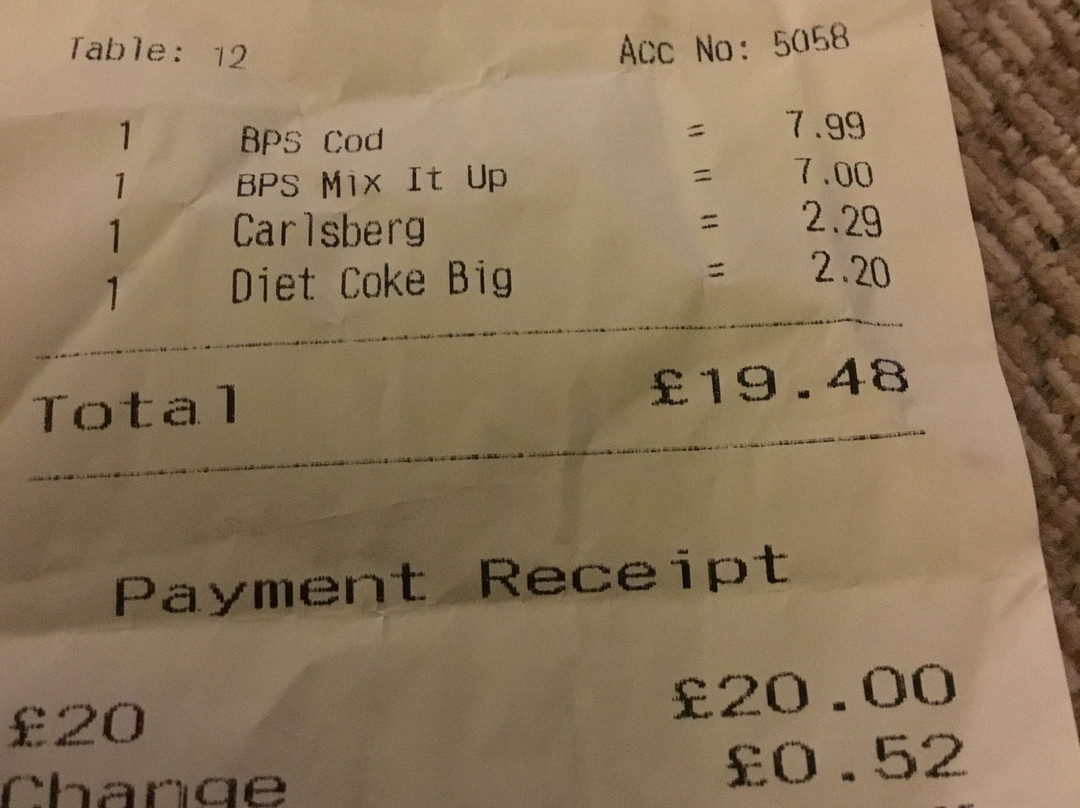 Table: 12 Acc No: 5058
1 BPS Cod = 7.99
1 BPS Mix It Up = 7.00
1 Carlsberg = 2.29
1 Diet Coke Big = 2.20
Total £19.48
Payment Receipt
£20 £20.00
Change £0.52